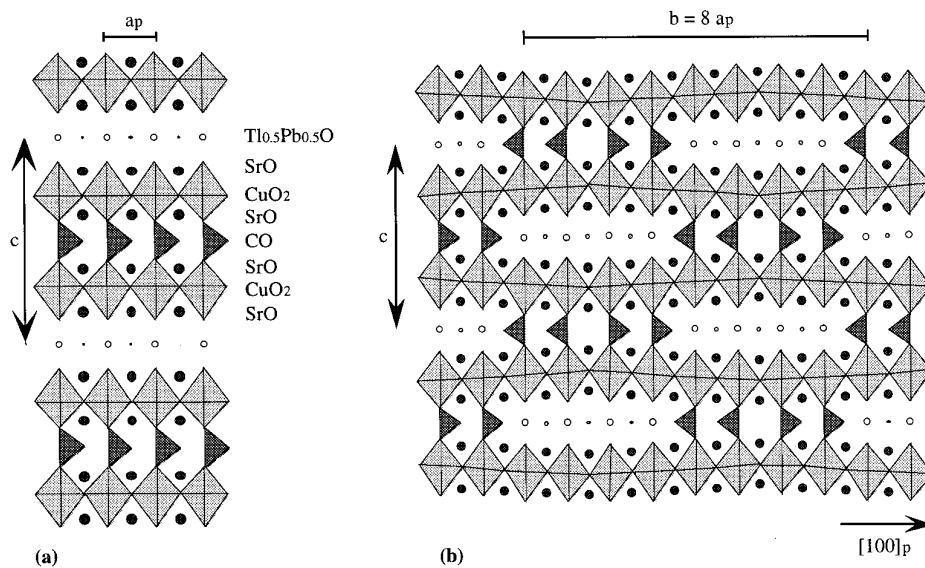 ap
Tl0.5Pb0.5O
SrO
CuO2
SrO
CO
SrO
CuO2
SrO
c
(a)
b = 8 ap
c
[100]p
(b)